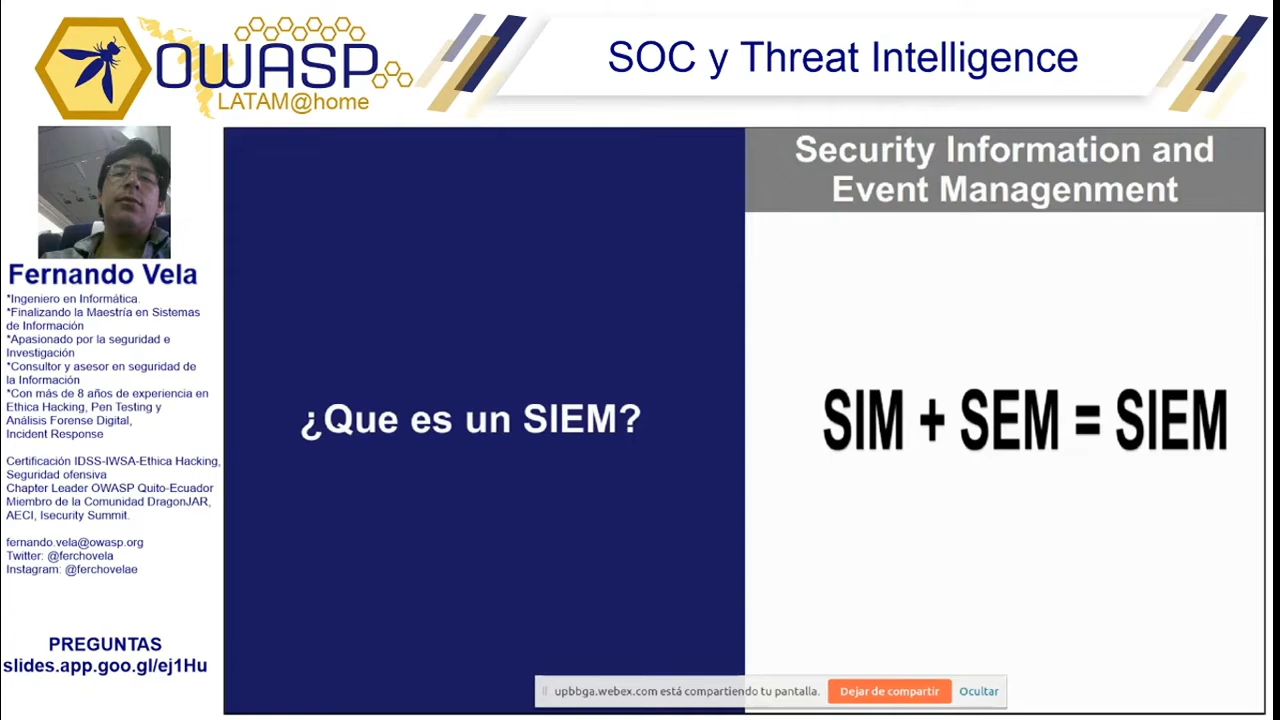 OWASP
LATAM@home
SOC y Threat Intelligence
Fernando Vela
*Ingeniero en Informática.
*Finalizando la Maestría en Sistemas
de Información
*Apasionado por la seguridad e
Investigación
*Consultor y asesor en seguridad de
la Información
*Con más de 8 años de experiencia en
Ethica Hacking, Pen Testing y
Análisis Forense Digital,
Incident Response
Certificación IDSS-IWSA-Ethica Hacking,
Seguridad ofensiva
Chapter Leader OWASP Quito-Ecuador
Miembro de la Comunidad DragonJAR,
AECI, Isecurity Summit.
fernando.vela@owasp.org
Twitter: @ferchovela
Instagram: @ferchovelae
PREGUNTAS
slides.app.goo.gl/ej1Hu
¿Que es un SIEM?
Security Information and
Event Managenment
SIM + SEM = SIEM
upbbga.webex.com está compartiendo tu pantalla.
Dejar de compartir
Ocultar